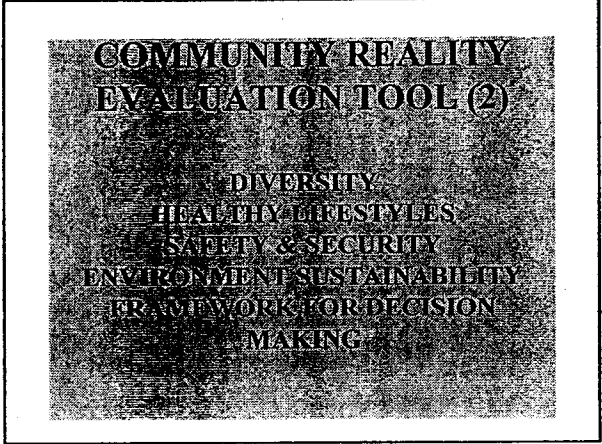 COMMUNITY REALITY
EVALUATION TOOL (2)
DIVERSITY
HEALTHY LIFESTYLES
SAFETY & SECURITY
ENVIRONMENT SUSTAINABILITY
FRAMEWORK FOR DECISION
MAKING